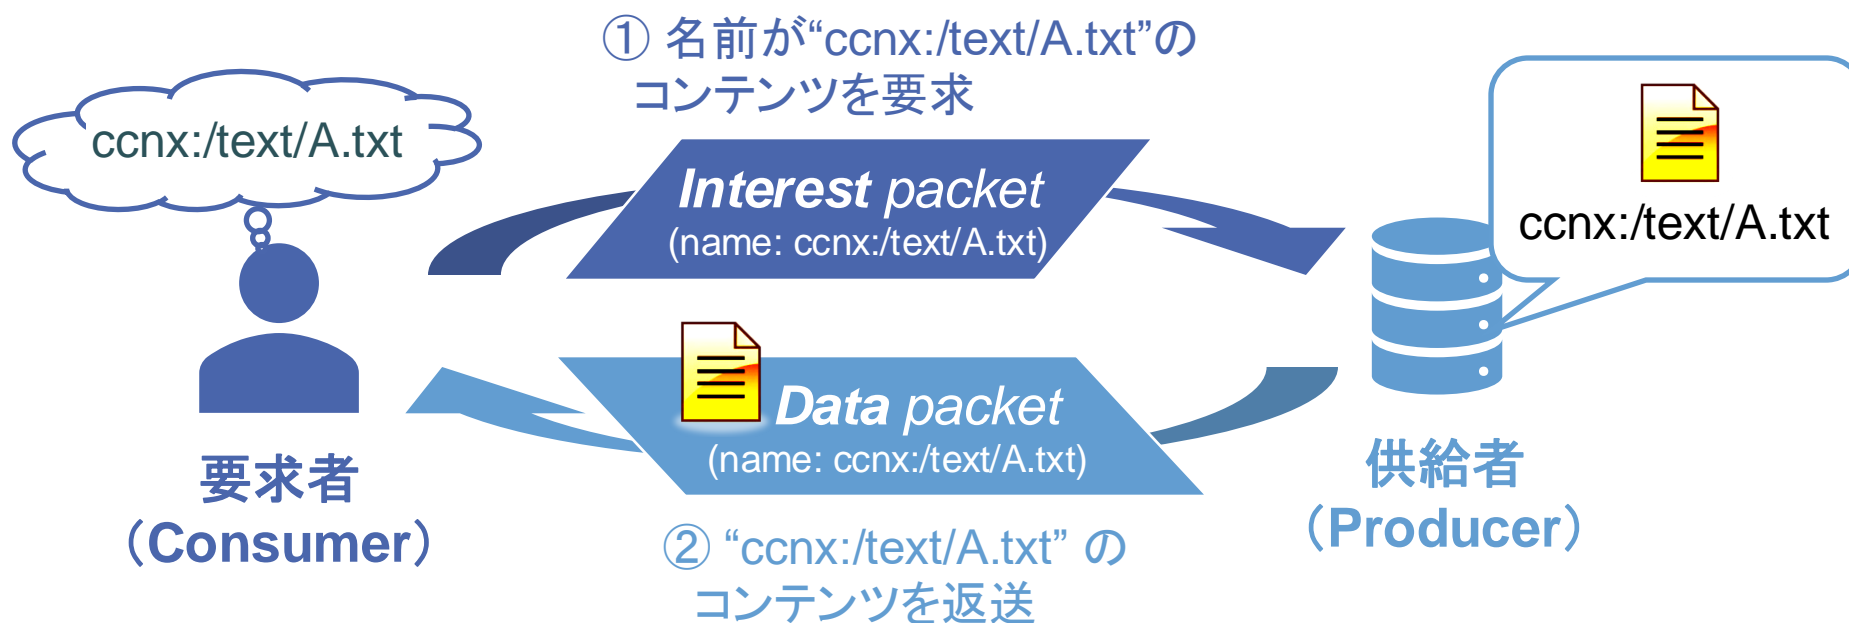 ① 名前が“ccnx:/text/A.txt”の
コンテンツを要求
ccnx:/text/A.txt
Interest packet
(name: ccnx:/text/A.txt)
ccnx:/text/A.txt
Data packet
(name: ccnx:/text/A.txt)
要求者
（Consumer）
供給者
（Producer）
② “ccnx:/text/A.txt” の
コンテンツを返送